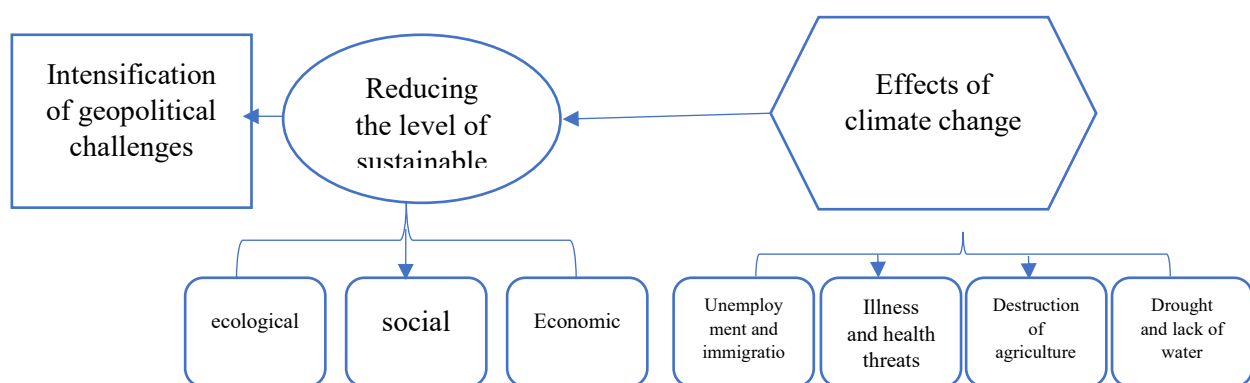 Intensification
of geopolitical
challenges
Reducing
the level of
sustainable
Effects of
climate change
ecological
social
Economic
Unemploy
ment and
immigratio
Illness
and health
threats
Destruction
of
agriculture
Drought
and lack of
water